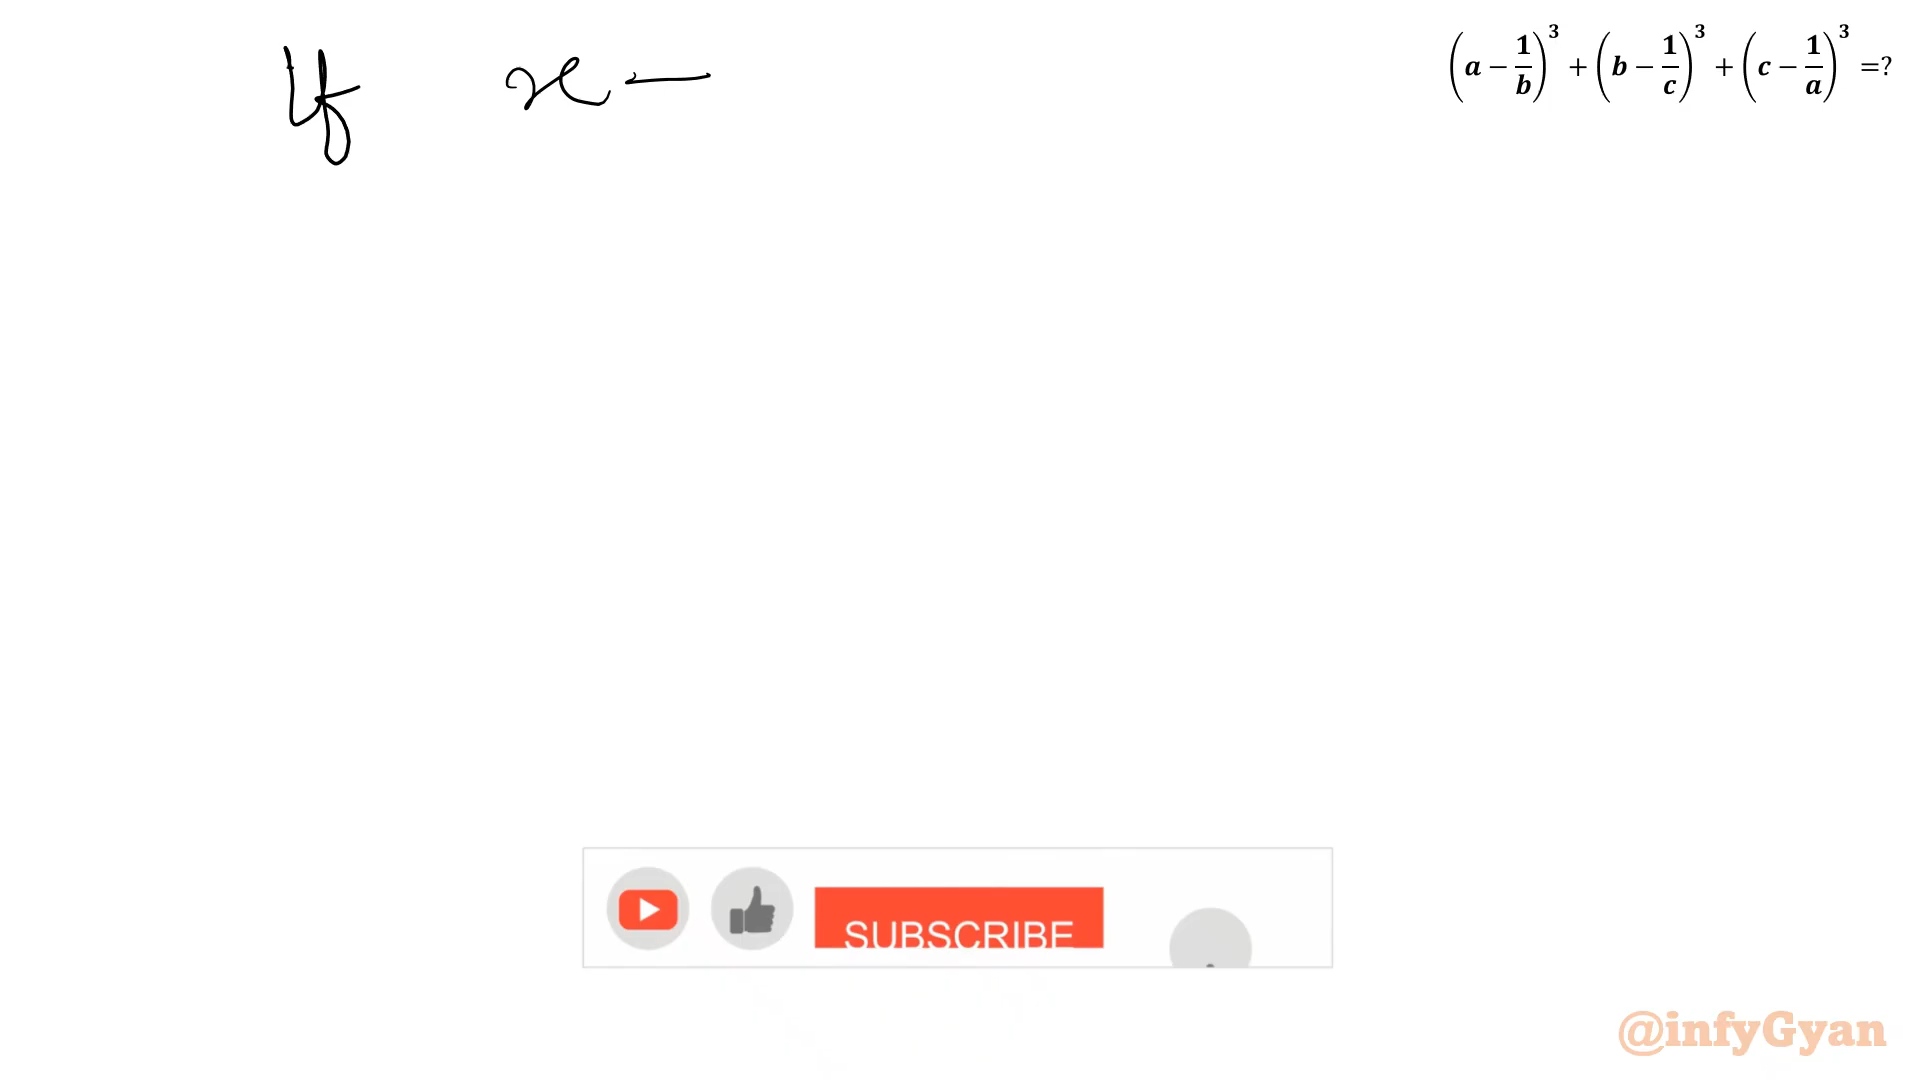 If x —
(a − 1/b)³ + (b − 1/c)³ + (c − 1/a)³ =?
SUBSCRIBE
@infyGyan